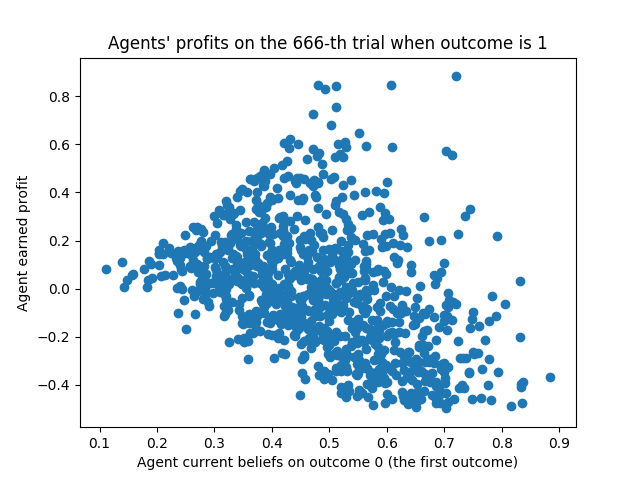 Agents' profits on the 666-th trial when outcome is 1
Agent earned profit
0.8
0.6
0.4
0.2
0.0
−0.2
−0.4
0.1 0.2 0.3 0.4 0.5 0.6 0.7 0.8 0.9
Agent current beliefs on outcome 0 (the first outcome)